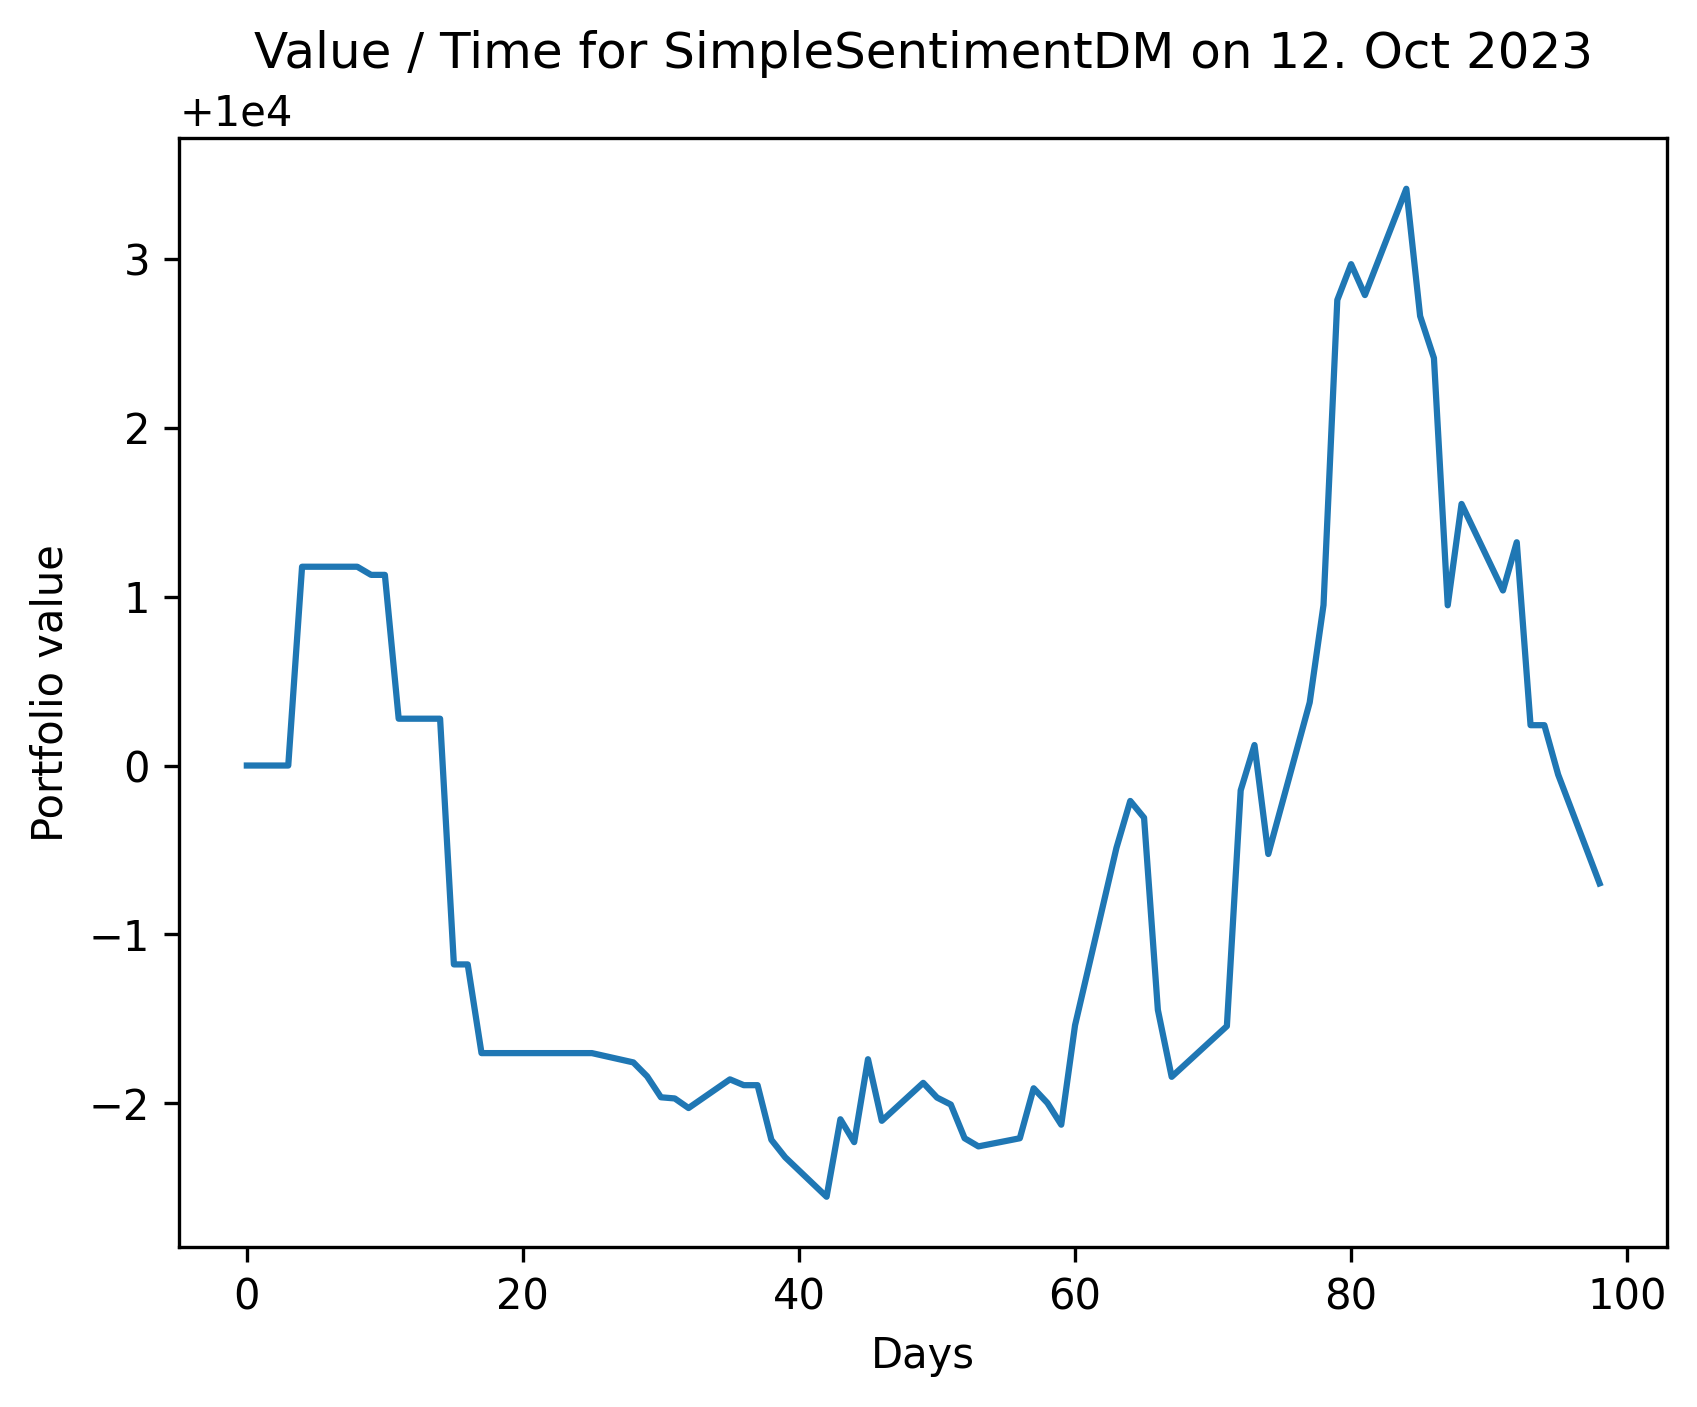 Value / Time for SimpleSentimentDM on 12. Oct 2023
+1e4
3
2
1
0
−1
−2
Portfolio value
0 20 40 60 80 100
Days